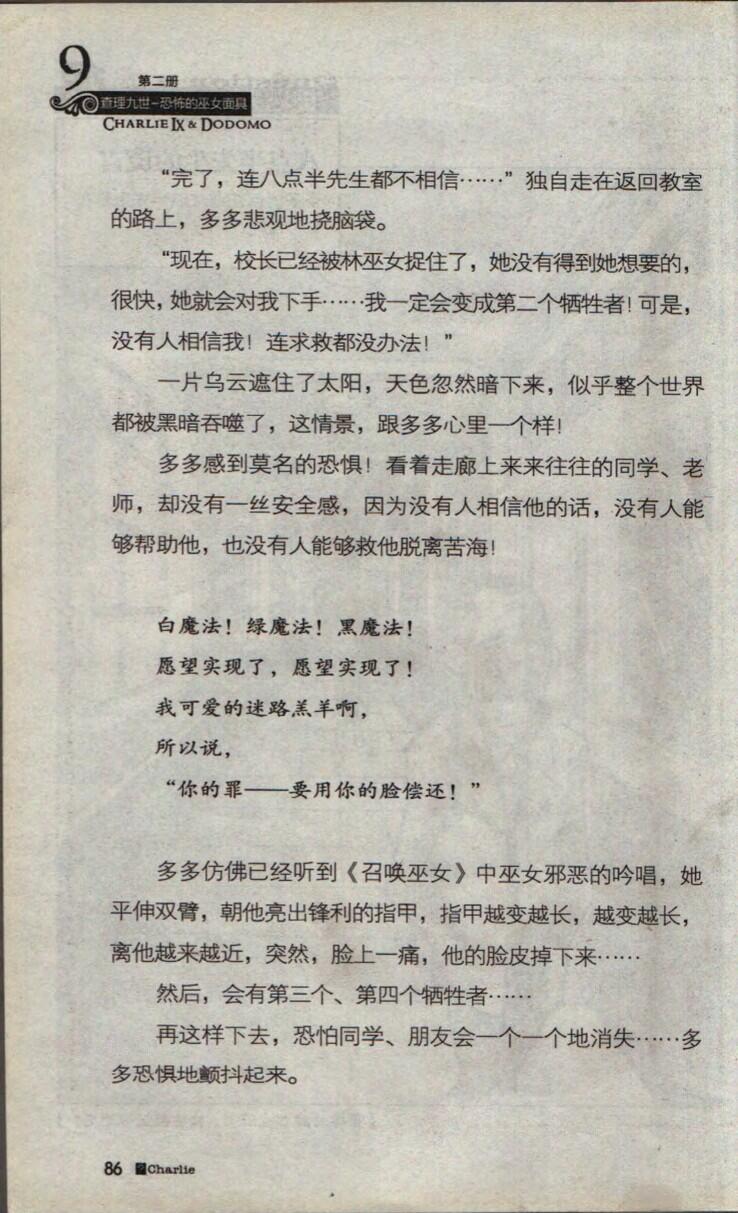 9
第二册
查理九世-恐怖的巫女面具
CHARLIE IX & DODOMO
“完了，连八点半先生都不相信……”独自走在返回教室
的路上，多多悲观地挠脑袋。
“现在，校长已经被林巫女捉住了，她没有得到她想要的，
很快，她就会对我下手……我一定会变成第二个牺牲者！可是，
没有人相信我！连求救都没办法！”
一片乌云遮住了太阳，天色忽然暗下来，似乎整个世界
都被黑暗吞噬了，这情景，跟多多心里一个样！
多多感到莫名的恐惧！看着走廊上来来往往的同学、老
师，却没有一丝安全感，因为没有人相信他的话，没有人能
够帮助他，也没有人能够救他脱离苦海！
白魔法！绿魔法！黑魔法！
愿望实现了，愿望实现了！
我可爱的迷路羔羊啊，
所以说，
“你的罪——要用你的脸偿还！”
多多仿佛已经听到《召唤巫女》中巫女邪恶的吟唱，她
平伸双臂，朝他亮出锋利的指甲，指甲越变越长，越变越长，
离他越来越近，突然，脸上一痛，他的脸皮掉下来……
然后，会有第三个、第四个牺牲者……
再这样下去，恐怕同学、朋友会一个一个地消失……多
多恐惧地颤抖起来。
86 Charlie